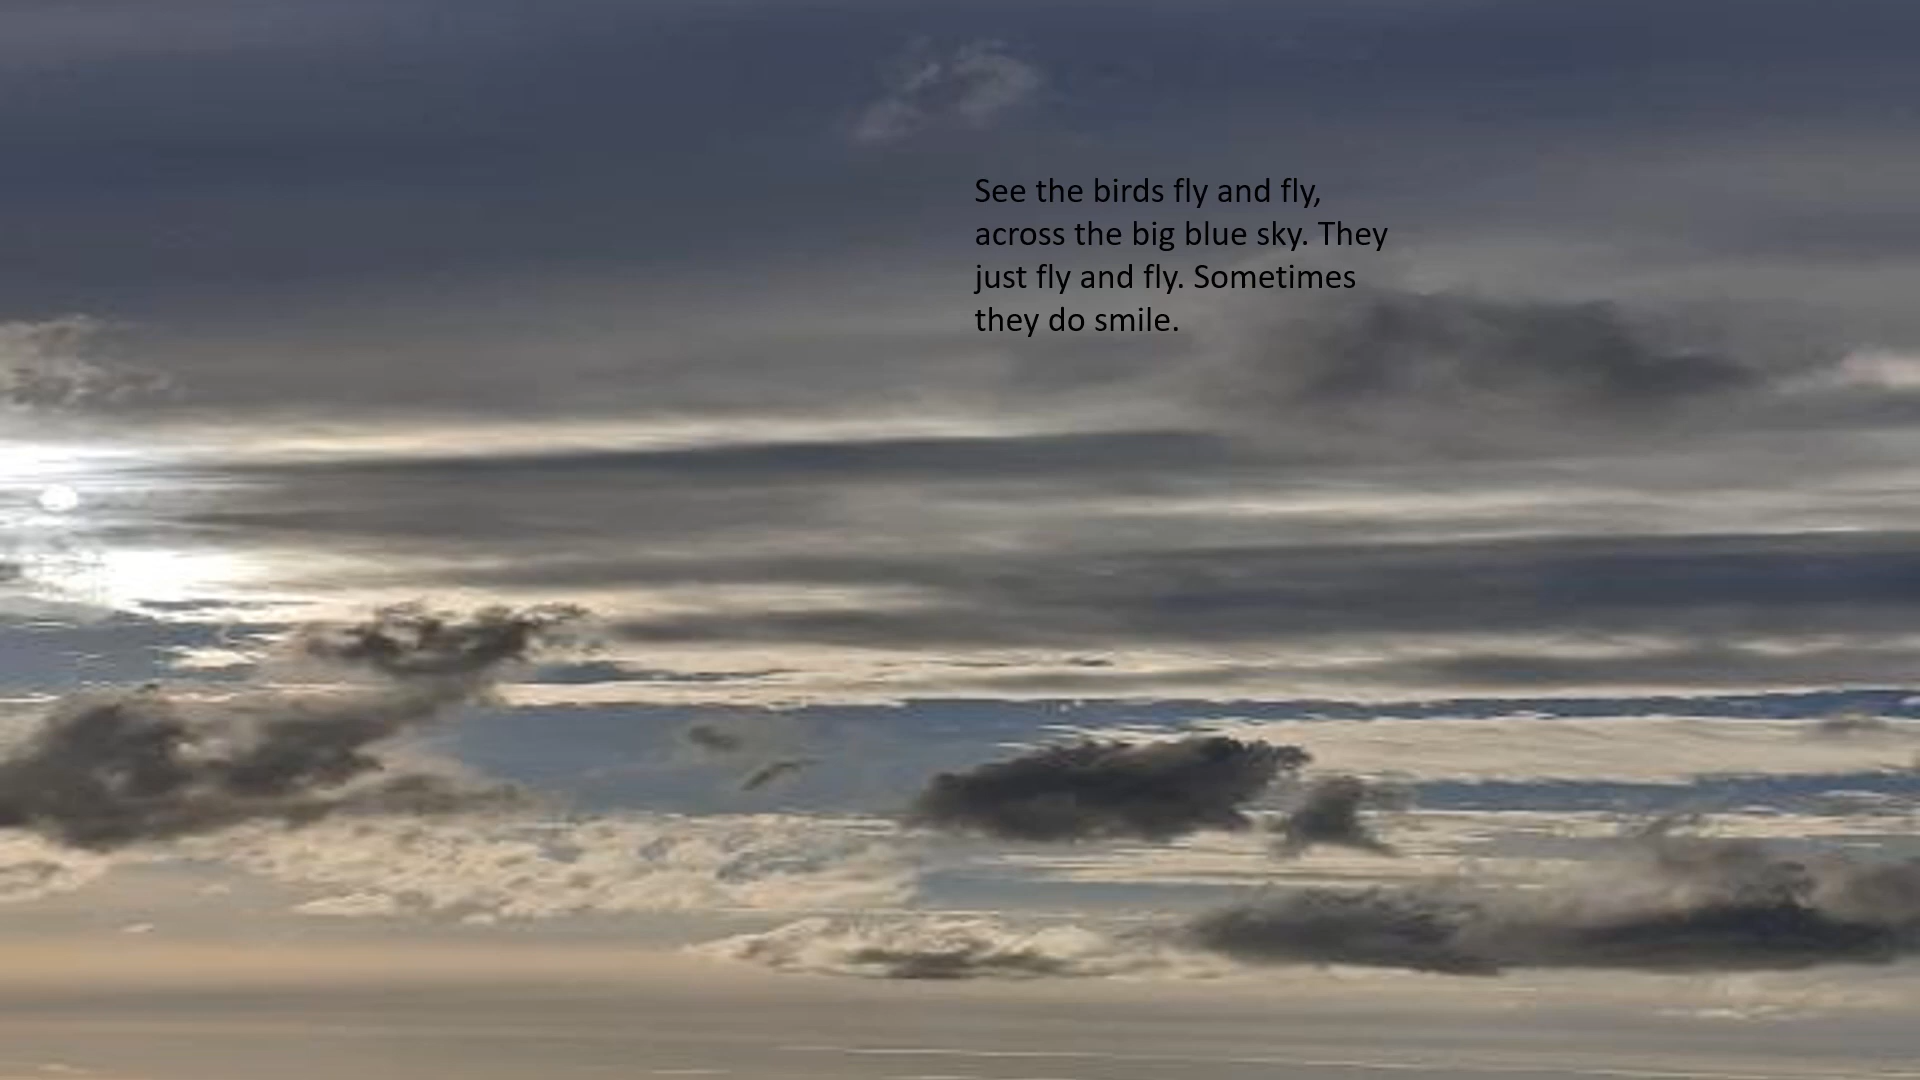 See the birds fly and fly,
across the big blue sky. They
just fly and fly. Sometimes
they do smile.